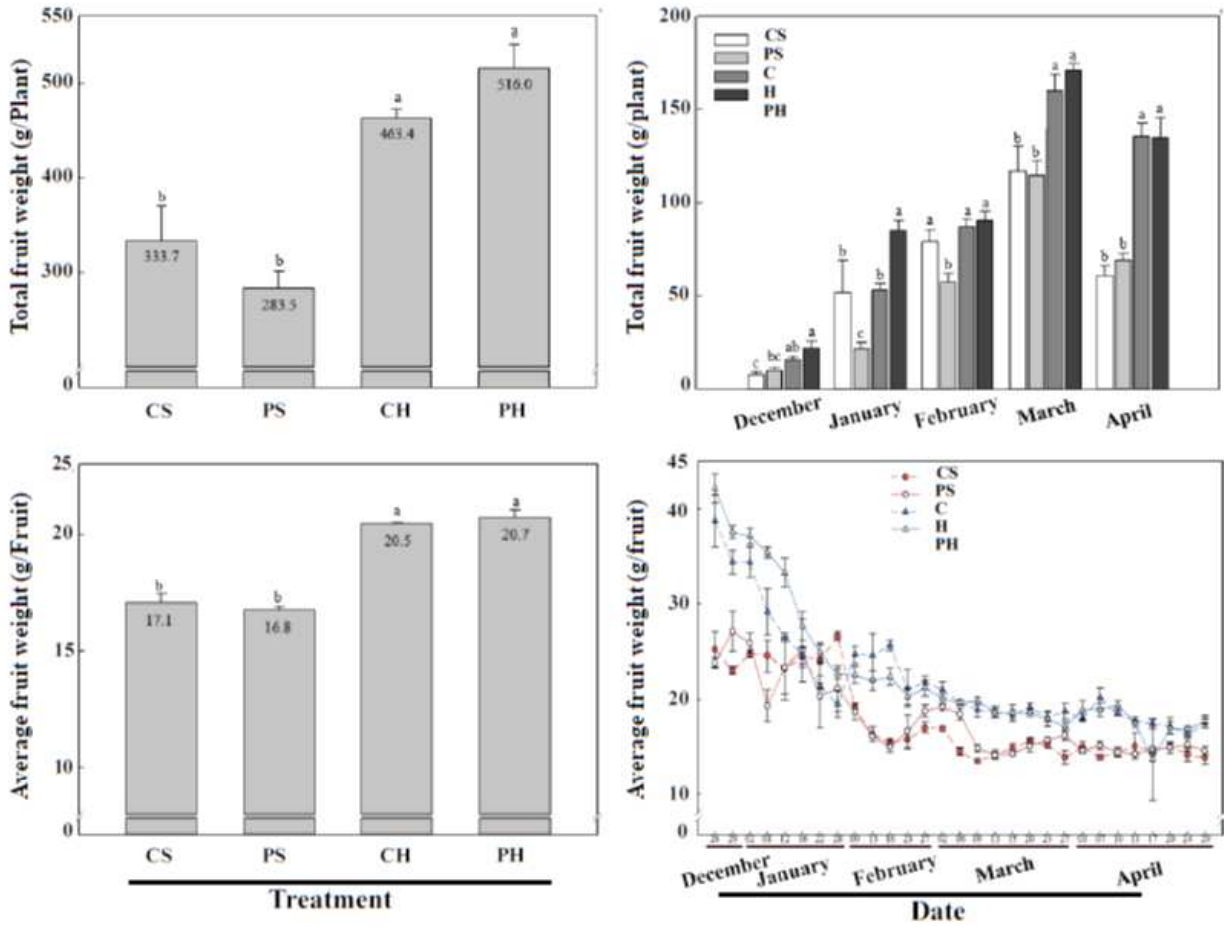 Total fruit weight (g/Plant)
550
500
400
300
0
b
333.7
b
283.5
a
463.4
a
516.0
CS PS CH PH
Total fruit weight (g/plant)
200
150
100
50
0
CS
PS
C
H
PH
c bc ab a
b c b a
a b a a
b b a a
b b a a
December January February March April
Average fruit weight (g/Fruit)
25
20
15
10
0
b
17.1
b
16.8
a
20.5
a
20.7
CS PS CH PH
Treatment
Average fruit weight (g/fruit)
45
40
30
20
10
0
CS
PS
C
H
PH
December January February March April
Date